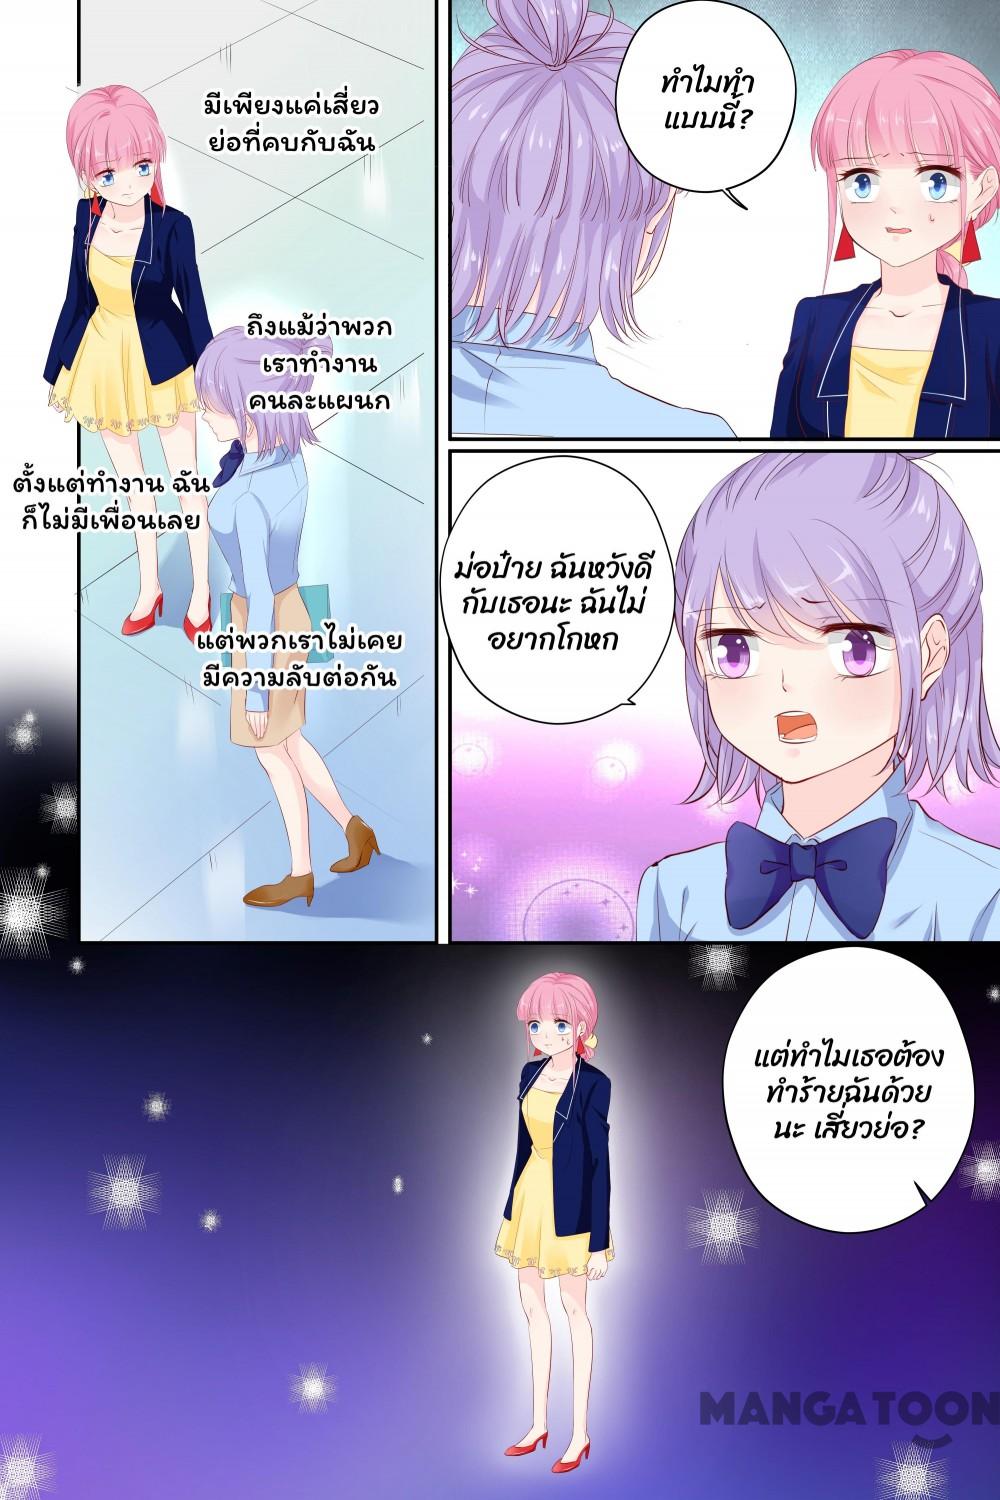 มีเพียงแค่เสี่ยว
ย่อที่คบกับฉัน
ถึงแม้ว่าพวก
เราทำงาน
คนละแผนก
ตั้งแต่ทำงาน ฉัน
ก็ไม่มีเพื่อนเลย
แต่พวกเราไม่เคย
มีความลับต่อกัน
ทำไมทำ
แบบนี้?
ม่อป๋าย ฉันหวังดี
กับเธอนะ ฉันไม่
อยากโกหก
แต่ทำไมเธอต้อง
ทำร้ายฉันด้วย
นะ เสี่ยวย่อ?
MANGATOON